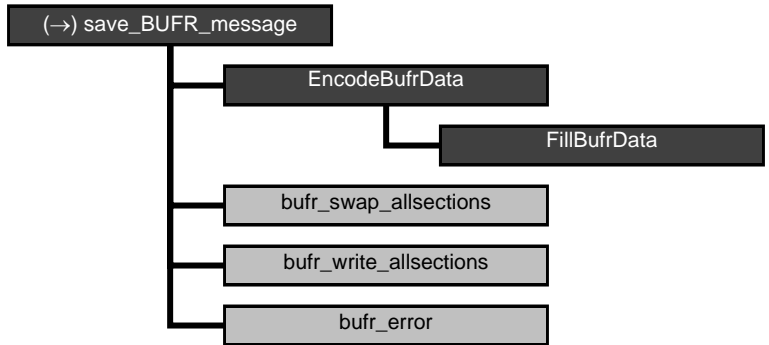 (→) save_BUFR_message
EncodeBufrData
FillBufrData
bufr_swap_allsections
bufr_write_allsections
bufr_error